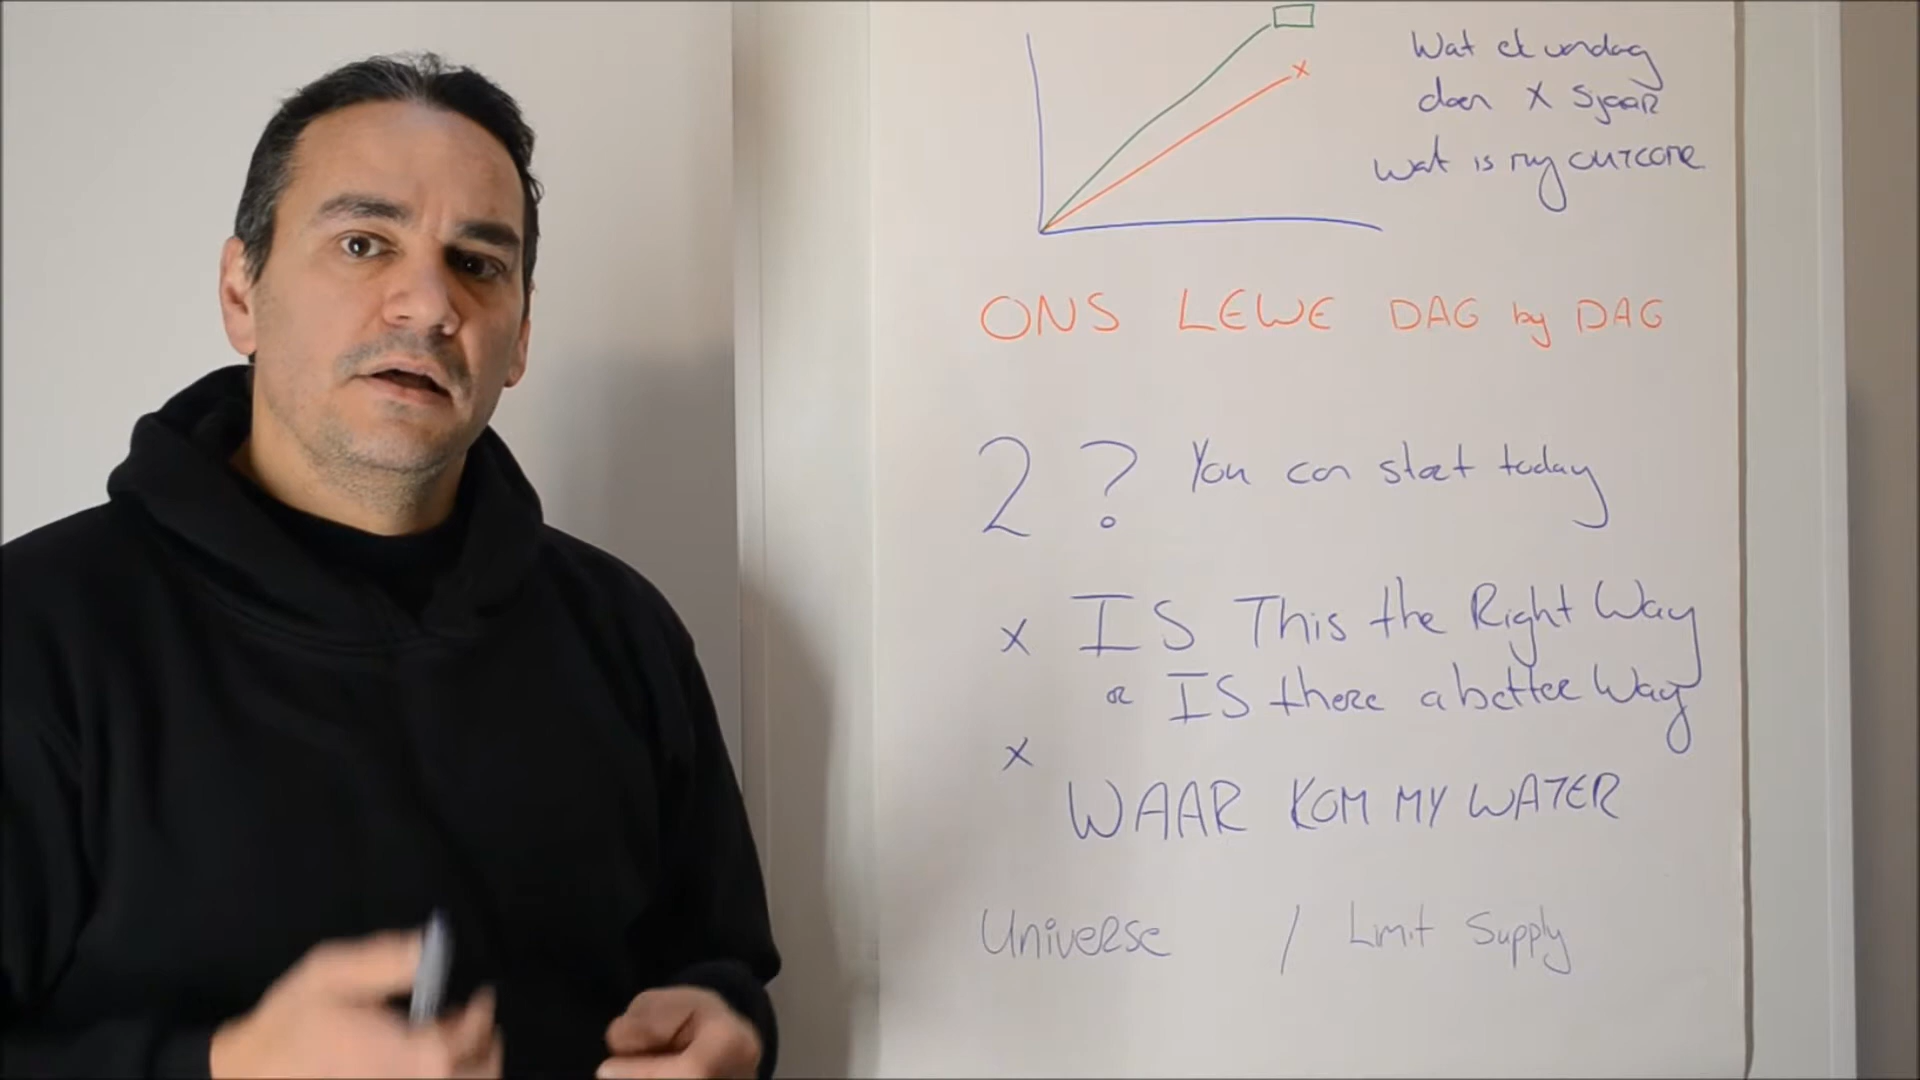 Wat ek vandag
doen X 5jaar
wat is my outcome
X
ONS LEWE DAG by DAG
2 ? You can start today
X IS This the Right Way
or IS there a better Way
X
WAAR KOM MY WATER
Universe / Limit Supply